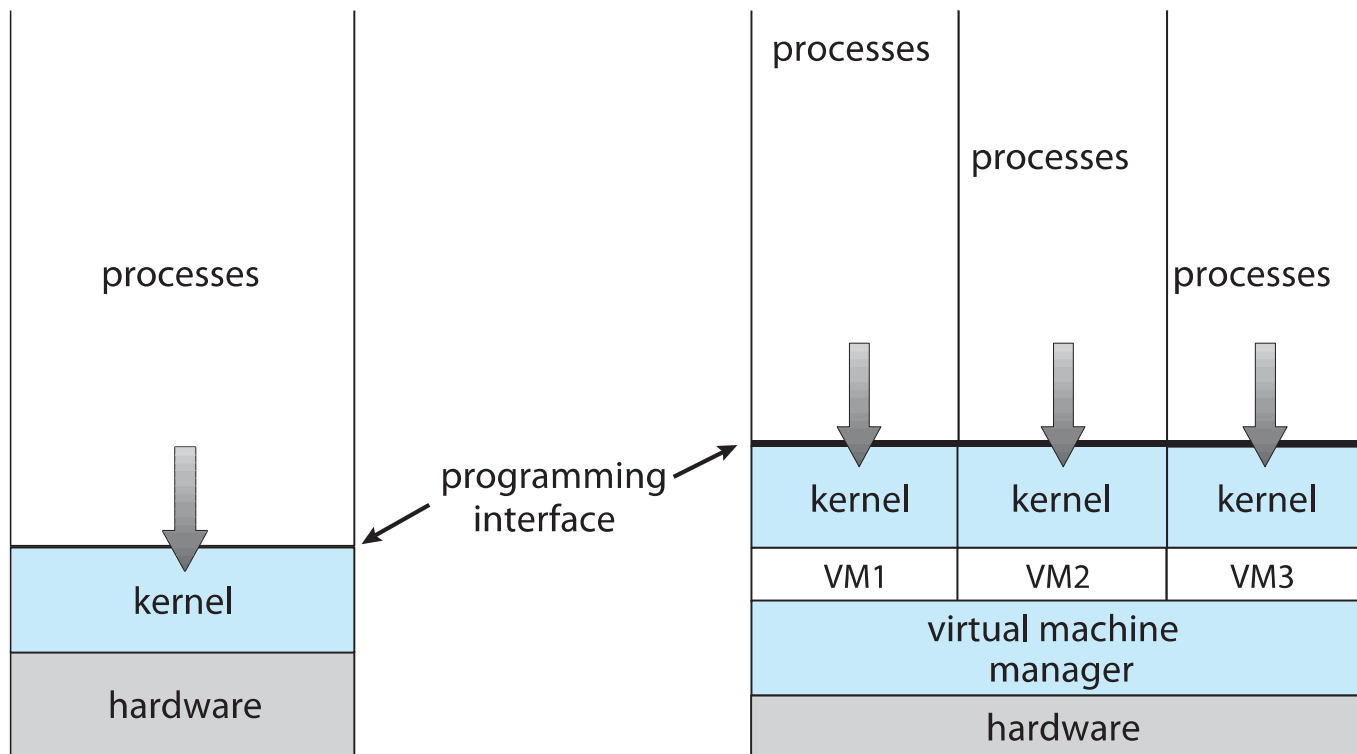 processes
kernel
hardware
programming
interface
processes
processes
processes
kernel
kernel
kernel
VM1
VM2
VM3
virtual machine
manager
hardware